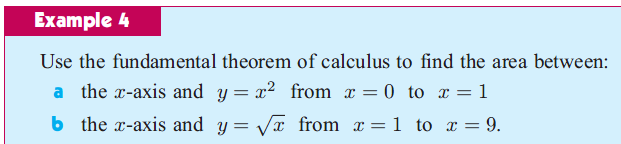 Example 4
Use the fundamental theorem of calculus to find the area between:
a the x-axis and y = x² from x = 0 to x = 1
b the x-axis and y = √x from x = 1 to x = 9.